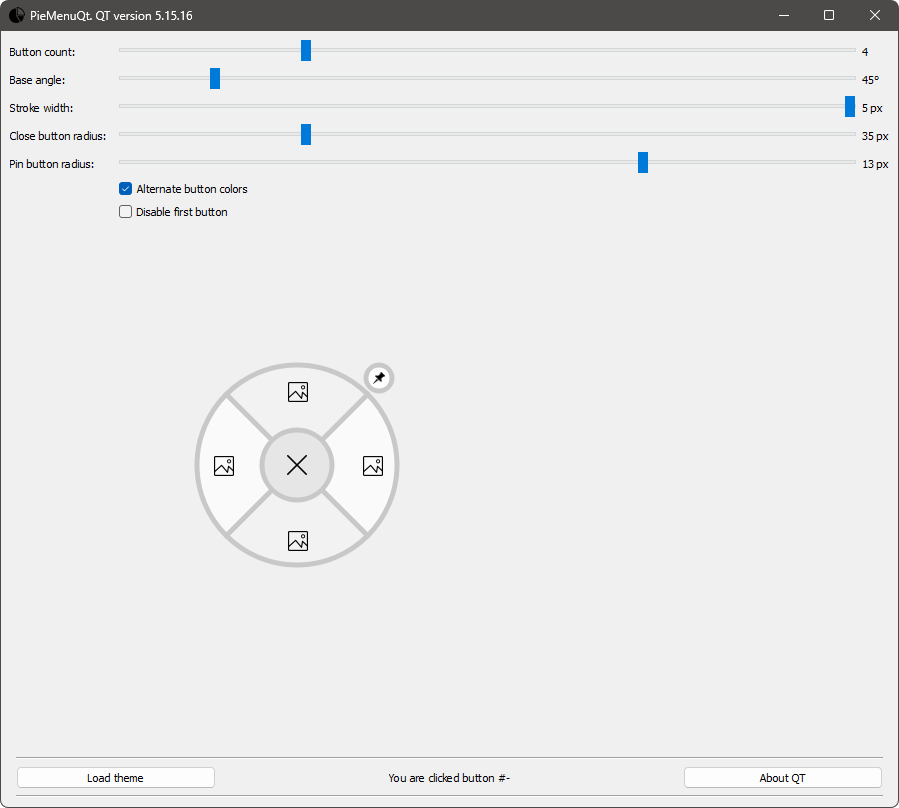 PieMenuQt. QT version 5.15.16
Button count: 4
Base angle: 45°
Stroke width: 5 px
Close button radius: 35 px
Pin button radius: 13 px
Alternate button colors
Disable first button
Load theme
You are clicked button #-
About QT